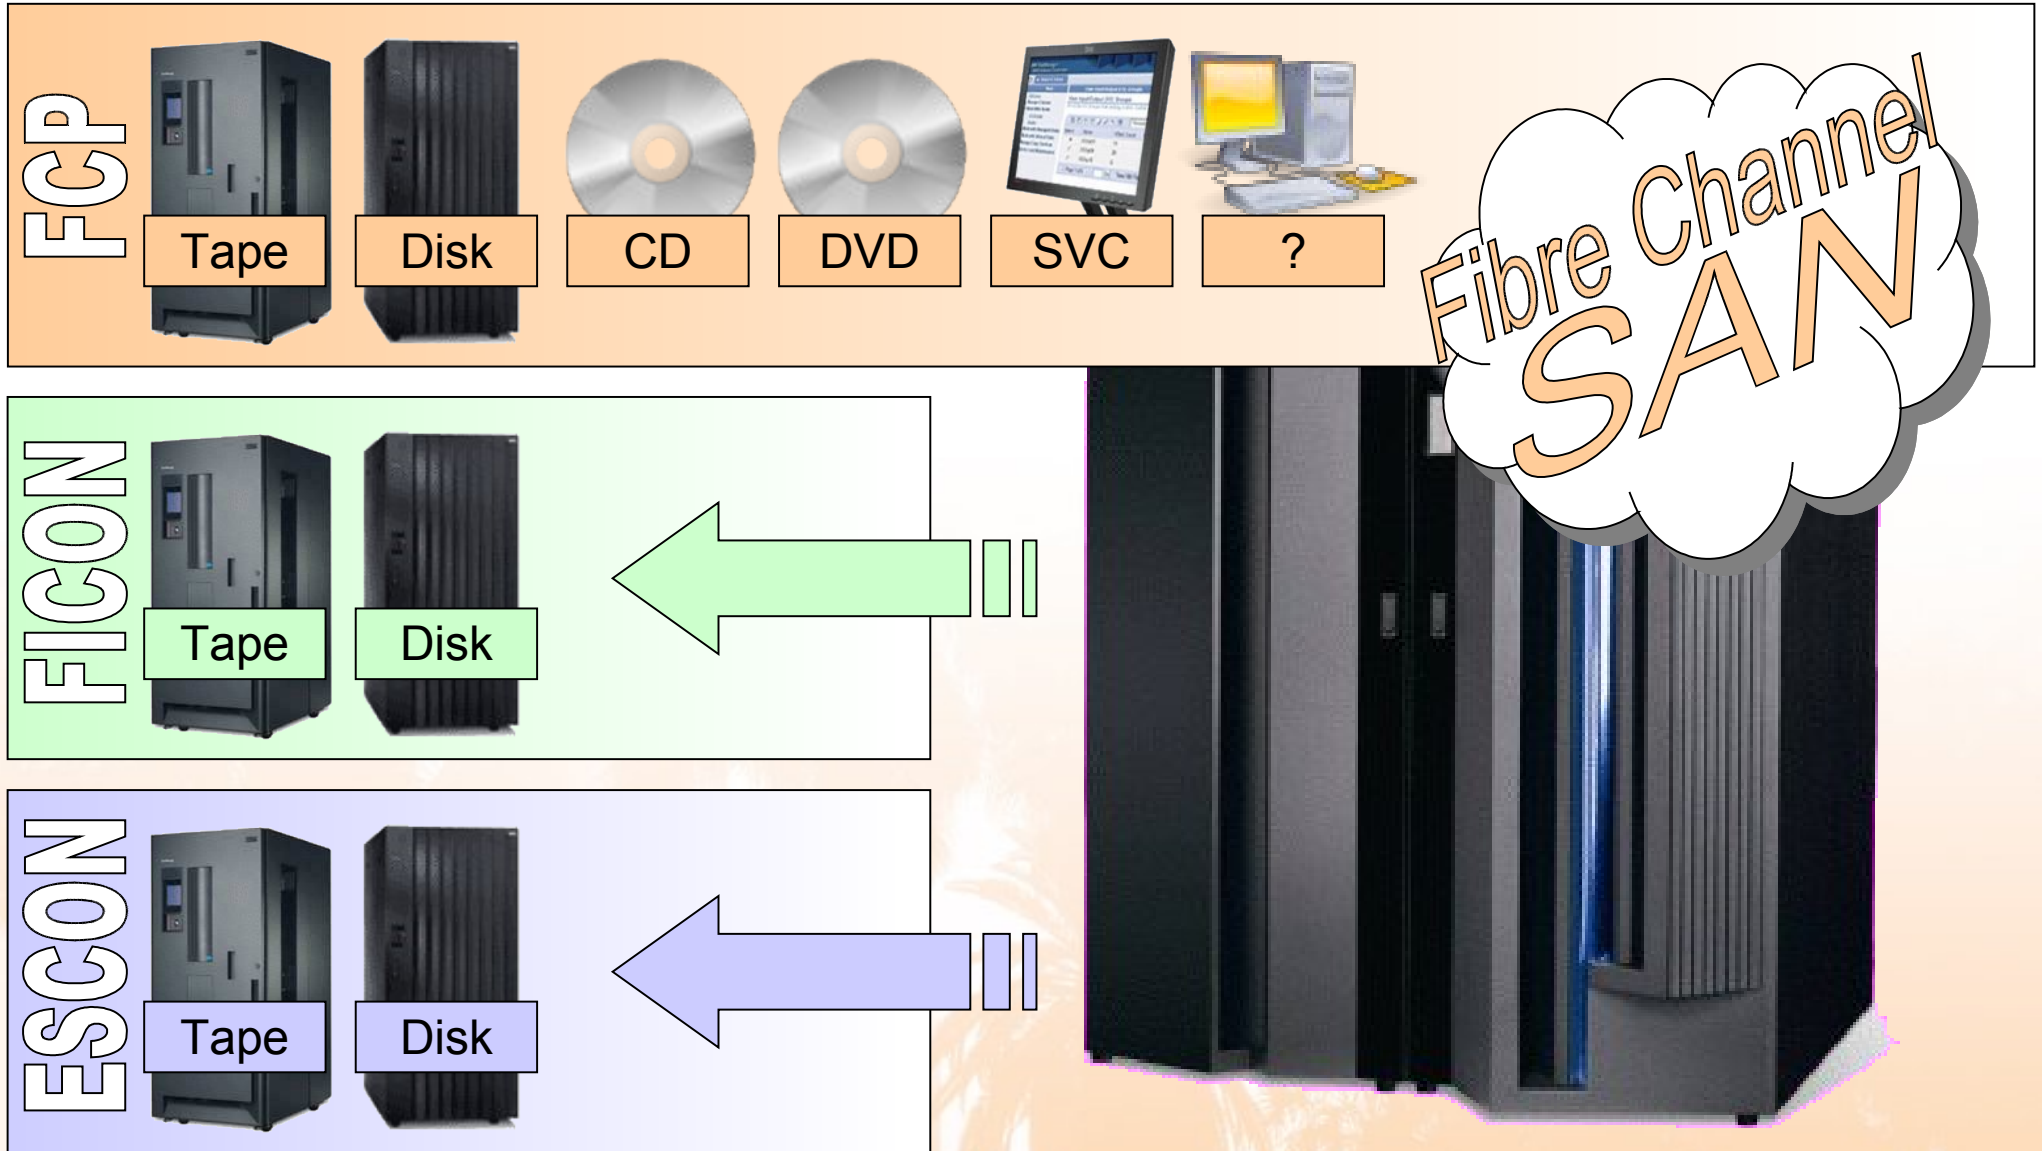 FCP
Tape
Disk
CD
DVD
SVC
?
Fibre Channel
SAN
FICON
Tape
Disk
ESCON
Tape
Disk